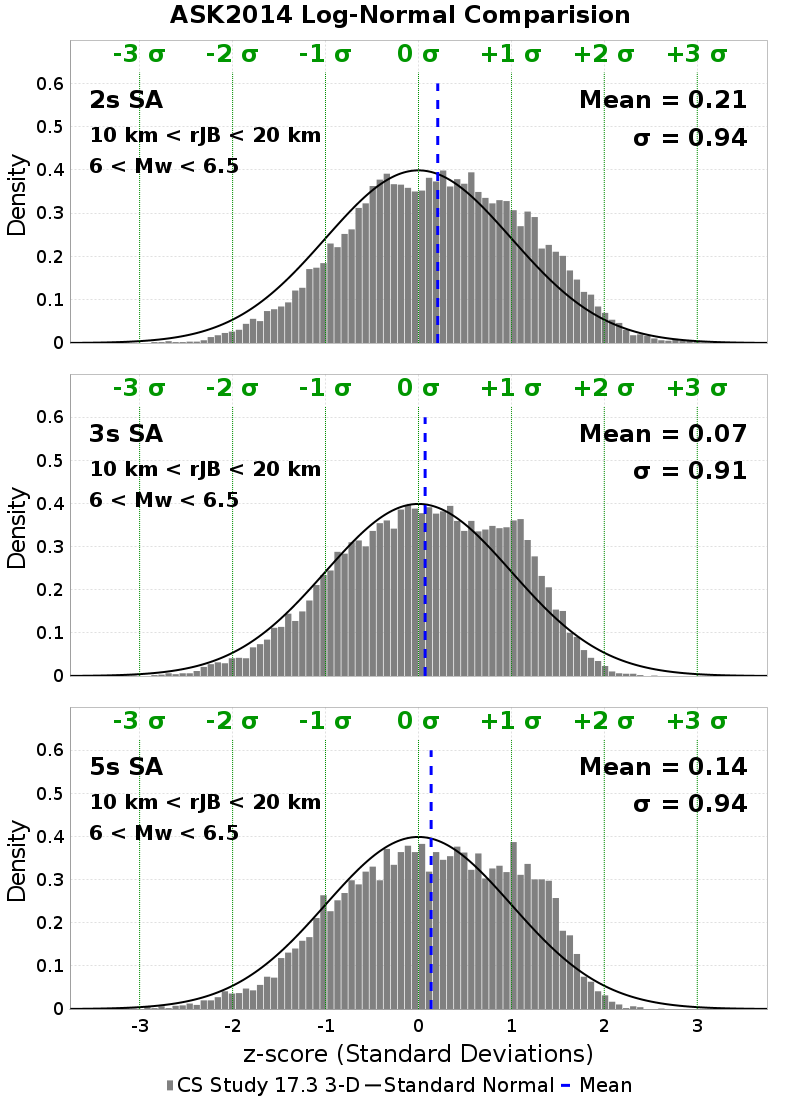 ASK2014 Log-Normal Comparision
-3 σ -2 σ -1 σ 0 σ +1 σ +2 σ +3 σ
0.6
2s SA Mean = 0.21
0.5
10 km < rJB < 20 km σ = 0.94
0.4
6 < Mw < 6.5
0.3
Density
0.2
0.1
0
-3 σ -2 σ -1 σ 0 σ +1 σ +2 σ +3 σ
0.6
3s SA Mean = 0.07
0.5
10 km < rJB < 20 km σ = 0.91
0.4
6 < Mw < 6.5
0.3
Density
0.2
0.1
0
-3 σ -2 σ -1 σ 0 σ +1 σ +2 σ +3 σ
0.6
5s SA Mean = 0.14
0.5
10 km < rJB < 20 km σ = 0.94
0.4
6 < Mw < 6.5
0.3
Density
0.2
0.1
0
-3 -2 -1 0 1 2 3
z-score (Standard Deviations)
CS Study 17.3 3-D Standard Normal Mean